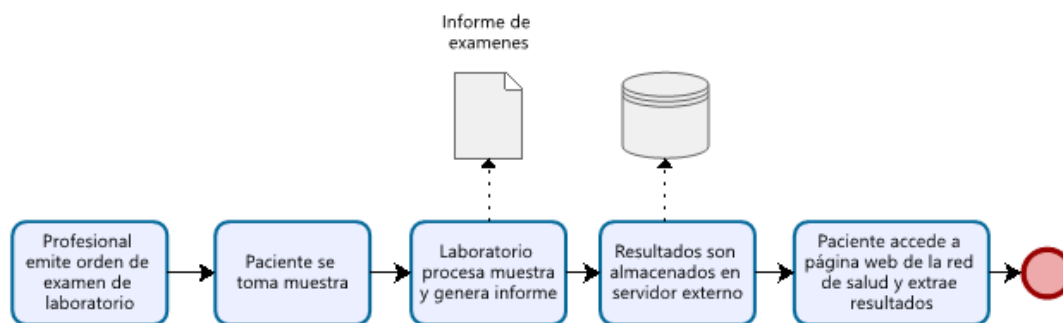 Informe de
examenes
Profesional
emite orden de
examen de
laboratorio
Paciente se
toma muestra
Laboratorio
procesa muestra
y genera informe
Resultados son
almacenados en
servidor externo
Paciente accede a
página web de la red
de salud y extrae
resultados